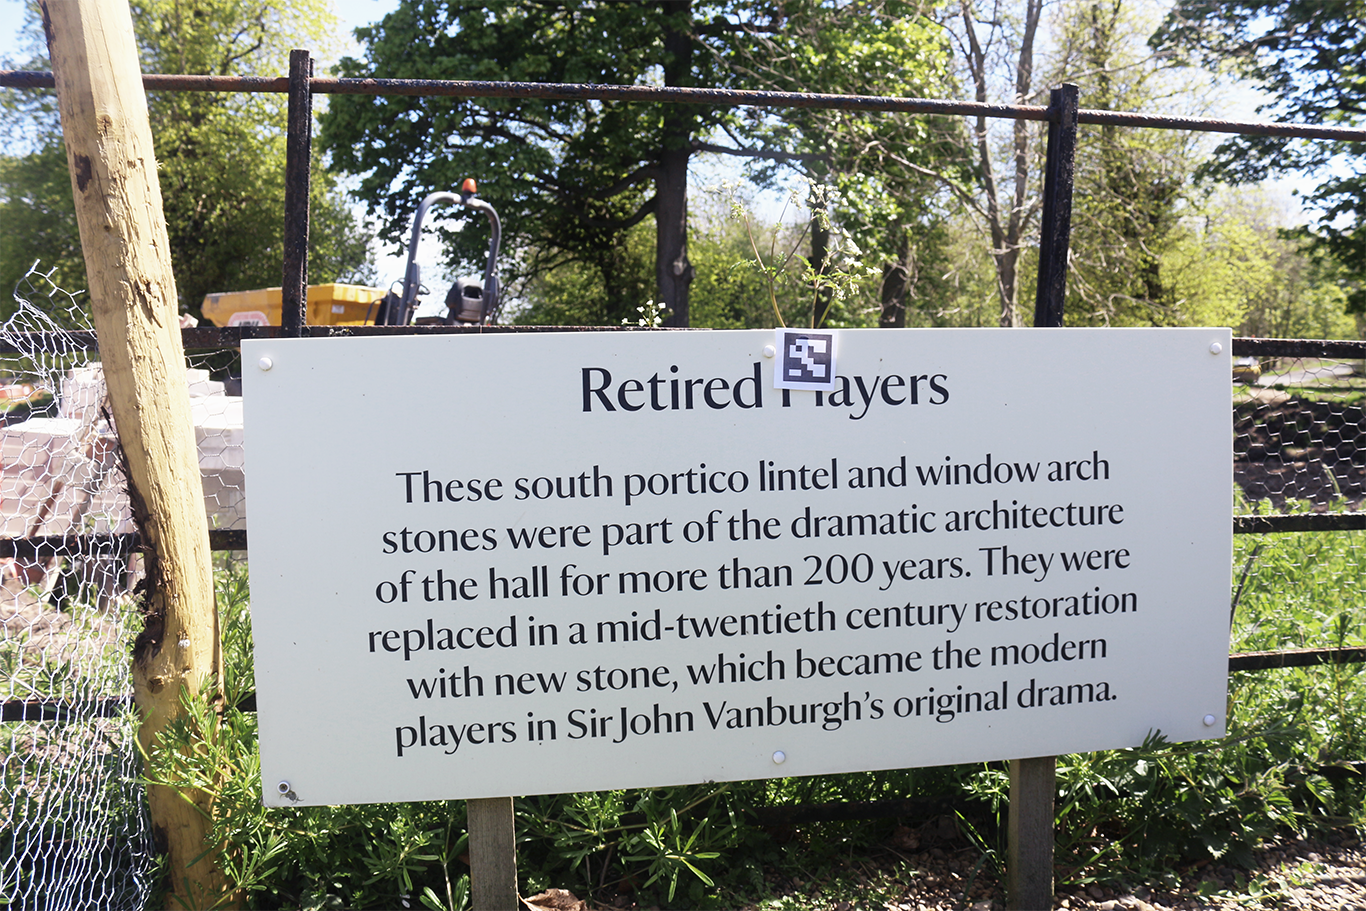 Retired Players
These south portico lintel and window arch
stones were part of the dramatic architecture
of the hall for more than 200 years. They were
replaced in a mid-twentieth century restoration
with new stone, which became the modern
players in Sir John Vanburgh's original drama.